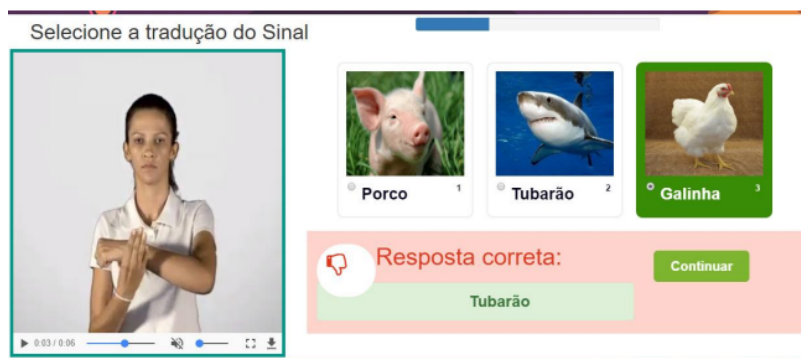 Selecione a tradução do Sinal
0:03 / 0:06
Porco 1
Tubarão 2
Galinha 3
Resposta correta:
Continuar
Tubarão